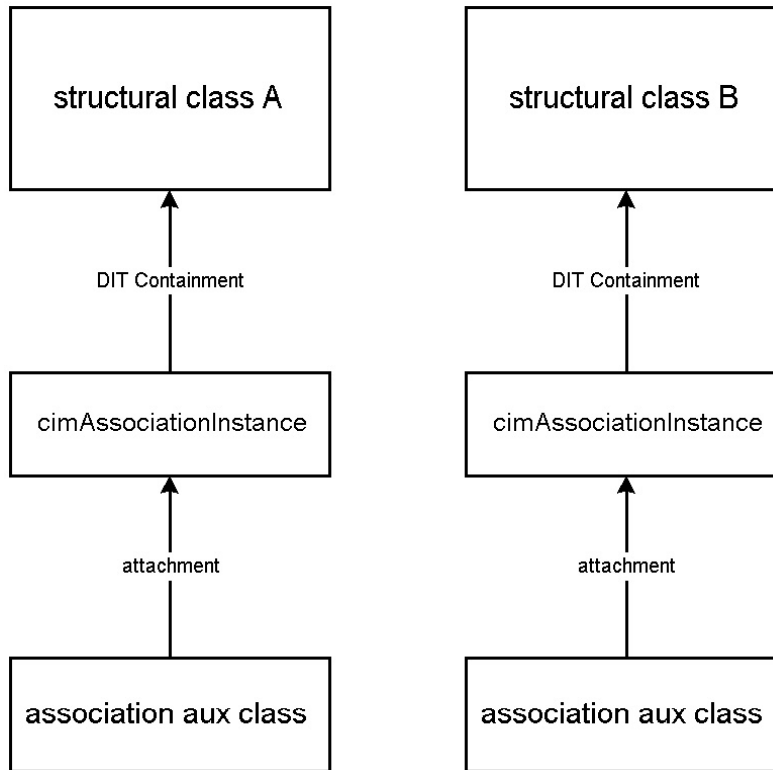 structural class A
structural class B
DIT Containment
DIT Containment
cimAssociationInstance
cimAssociationInstance
attachment
attachment
association aux class
association aux class